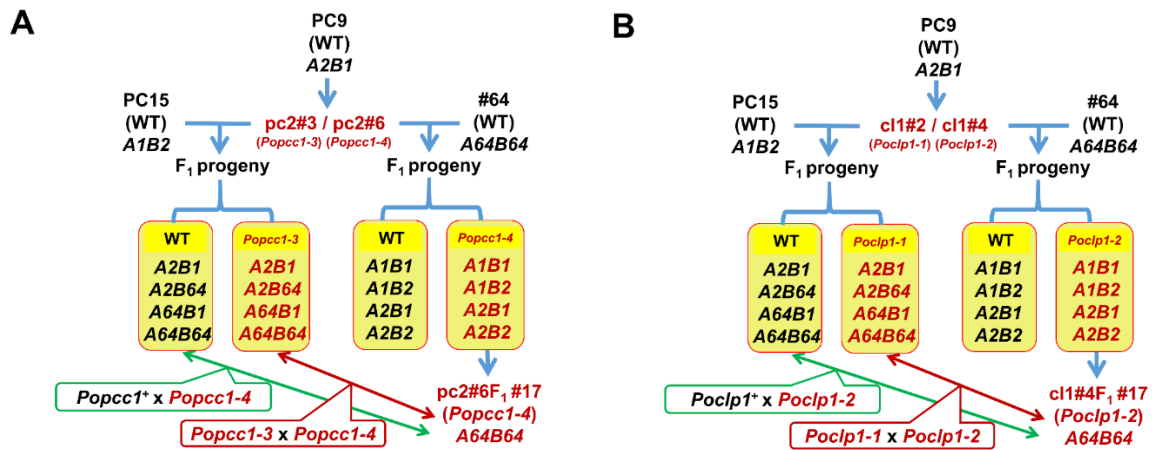 A
PC9
(WT)
A2B1
PC15
(WT)
A1B2
pc2#3 / pc2#6
(Popcc1-3) (Popcc1-4)
#64
(WT)
A64B64
F1 progeny
F1 progeny
WT
A2B1
A2B64
A64B1
A64B64
Popcc1-3
A2B1
A2B64
A64B1
A64B64
WT
A1B1
A1B2
A2B1
A2B2
Popcc1-4
A1B1
A1B2
A2B1
A2B2
Popcc1+ x Popcc1-4
Popcc1-3 x Popcc1-4
pc2#6F1 #17
(Popcc1-4)
A64B64
B
PC9
(WT)
A2B1
PC15
(WT)
A1B2
cl1#2 / cl1#4
(Poclp1-1) (Poclp1-2)
#64
(WT)
A64B64
F1 progeny
F1 progeny
WT
A2B1
A2B64
A64B1
A64B64
Poclp1-1
A2B1
A2B64
A64B1
A64B64
WT
A1B1
A1B2
A2B1
A2B2
Poclp1-2
A1B1
A1B2
A2B1
A2B2
Poclp1+ x Poclp1-2
Poclp1-1 x Poclp1-2
cl1#4F1 #17
(Poclp1-2)
A64B64